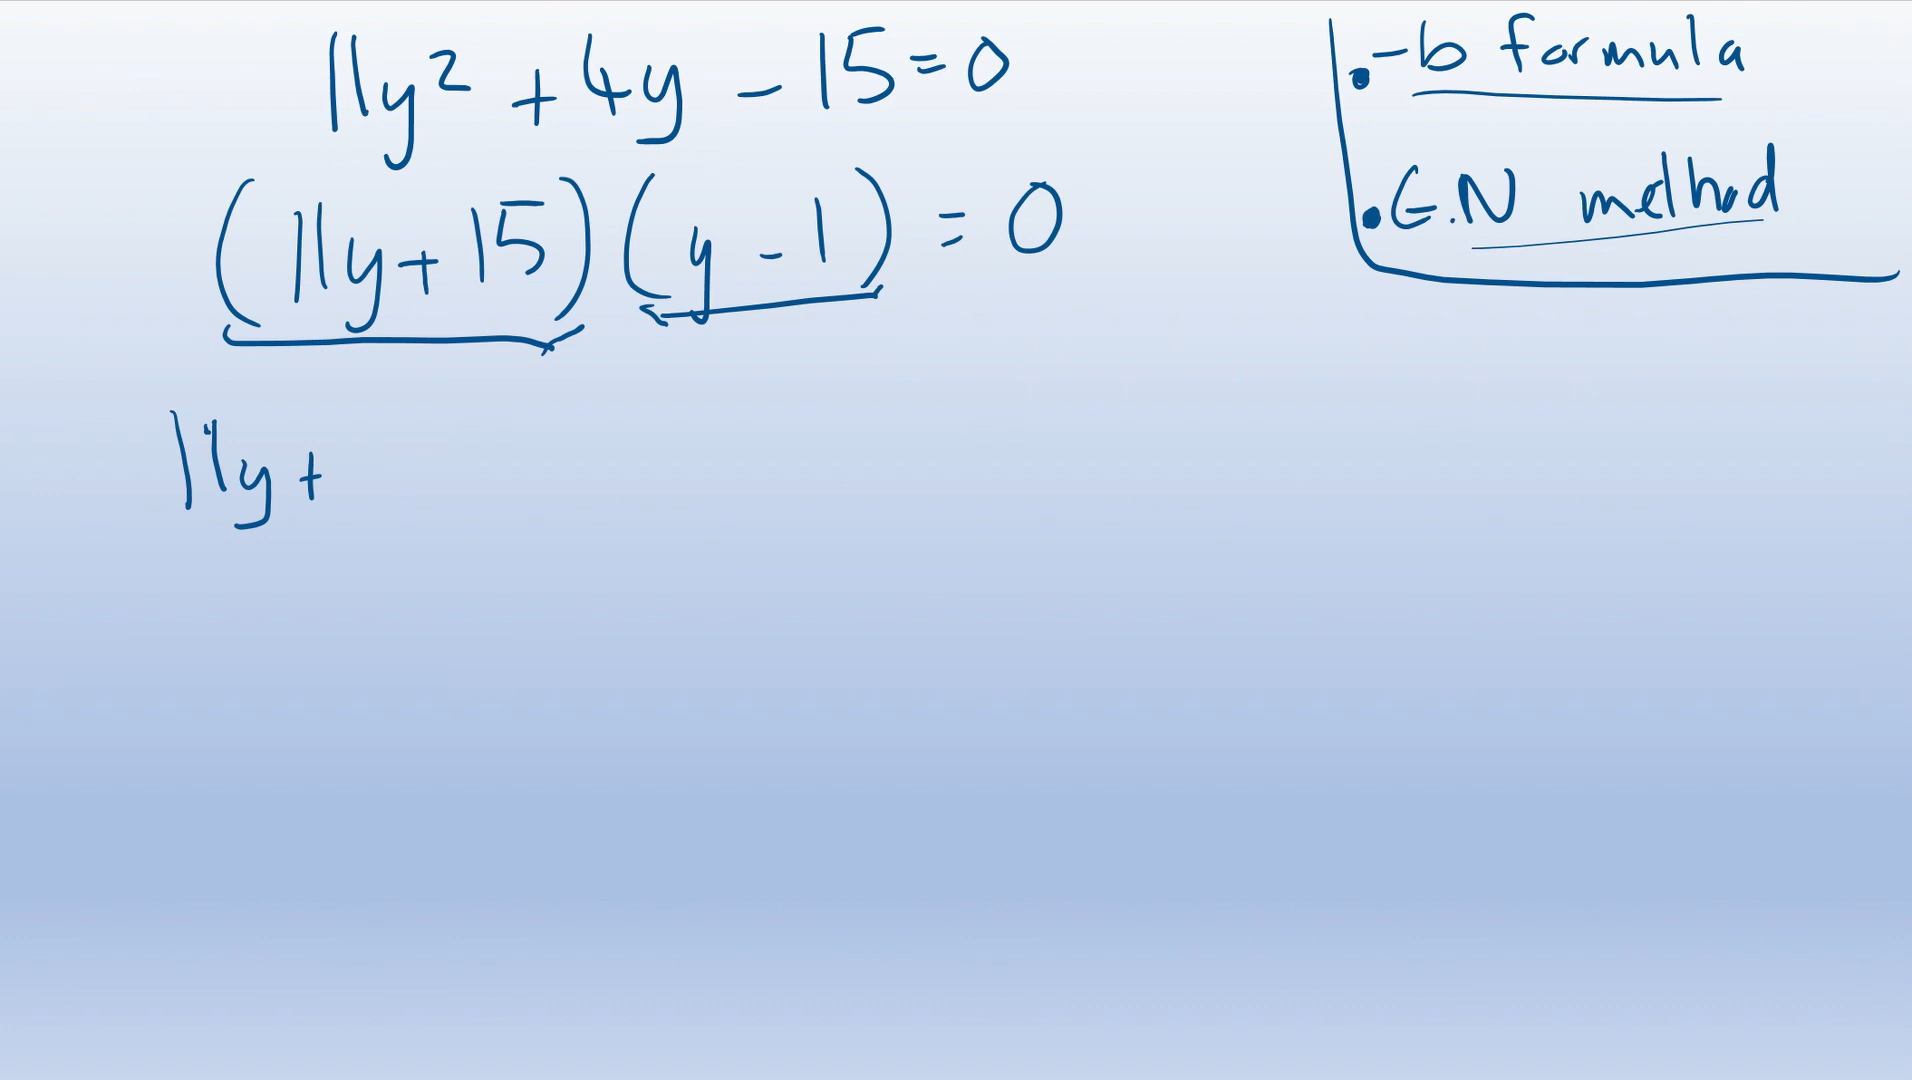 11y² + 4y - 15 = 0
(11y + 15)(y - 1) = 0
11y +
• -b formula
• G.N method